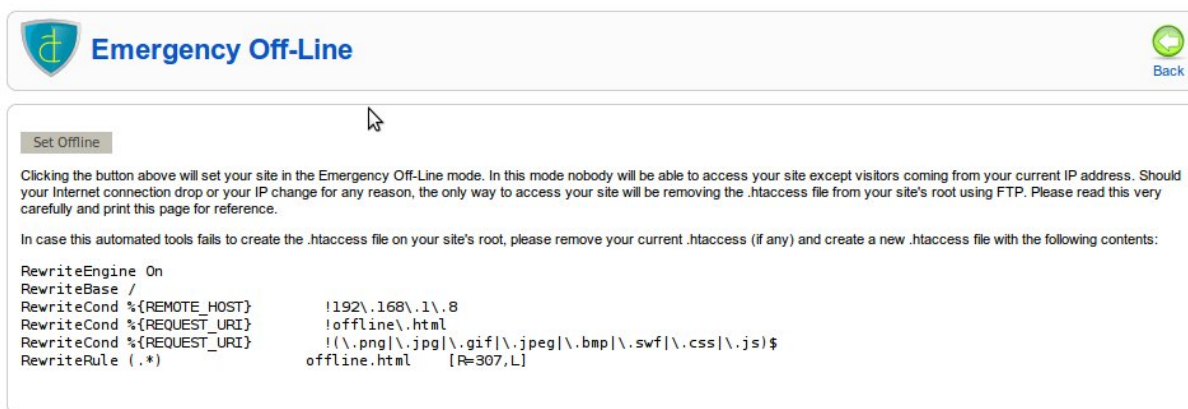 Emergency Off-Line
Back
Set Offline
Clicking the button above will set your site in the Emergency Off-Line mode. In this mode nobody will be able to access your site except visitors coming from your current IP address. Should
your Internet connection drop or your IP change for any reason, the only way to access your site will be removing the .htaccess file from your site's root using FTP. Please read this very
carefully and print this page for reference.
In case this automated tools fails to create the .htaccess file on your site's root, please remove your current .htaccess (if any) and create a new .htaccess file with the following contents:
RewriteEngine On
RewriteBase /
RewriteCond %{REMOTE_HOST} !192\.168\.1\.8
RewriteCond %{REQUEST_URI} !offline\.html
RewriteCond %{REQUEST_URI} !(\.png|\.jpg|\.gif|\.jpeg|\.bmp|\.swf|\.css|\.js)$
RewriteRule (.*) offline.html [R=307,L]